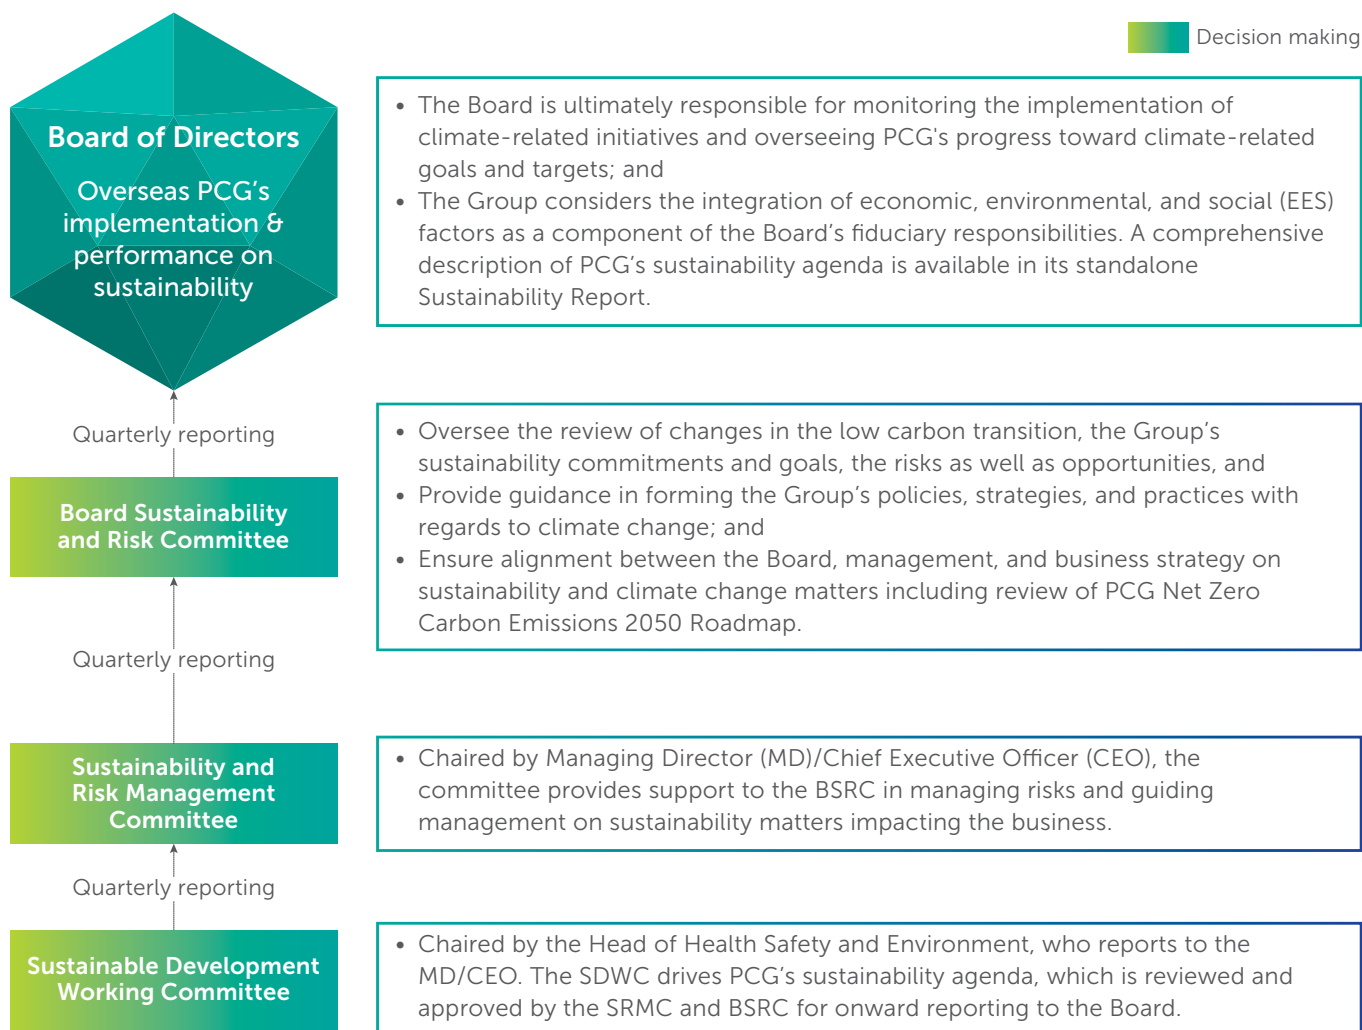 Decision making
Board of Directors
Overseas PCG’s
implementation &
performance on
sustainability
• The Board is ultimately responsible for monitoring the implementation of
climate-related initiatives and overseeing PCG's progress toward climate-related
goals and targets; and
• The Group considers the integration of economic, environmental, and social (EES)
factors as a component of the Board’s fiduciary responsibilities. A comprehensive
description of PCG’s sustainability agenda is available in its standalone
Sustainability Report.
Quarterly reporting
Board Sustainability
and Risk Committee
• Oversee the review of changes in the low carbon transition, the Group’s
sustainability commitments and goals, the risks as well as opportunities, and
• Provide guidance in forming the Group’s policies, strategies, and practices with
regards to climate change; and
• Ensure alignment between the Board, management, and business strategy on
sustainability and climate change matters including review of PCG Net Zero
Carbon Emissions 2050 Roadmap.
Quarterly reporting
Sustainability and
Risk Management
Committee
• Chaired by Managing Director (MD)/Chief Executive Officer (CEO), the
committee provides support to the BSRC in managing risks and guiding
management on sustainability matters impacting the business.
Quarterly reporting
Sustainable Development
Working Committee
• Chaired by the Head of Health Safety and Environment, who reports to the
MD/CEO. The SDWC drives PCG’s sustainability agenda, which is reviewed and
approved by the SRMC and BSRC for onward reporting to the Board.